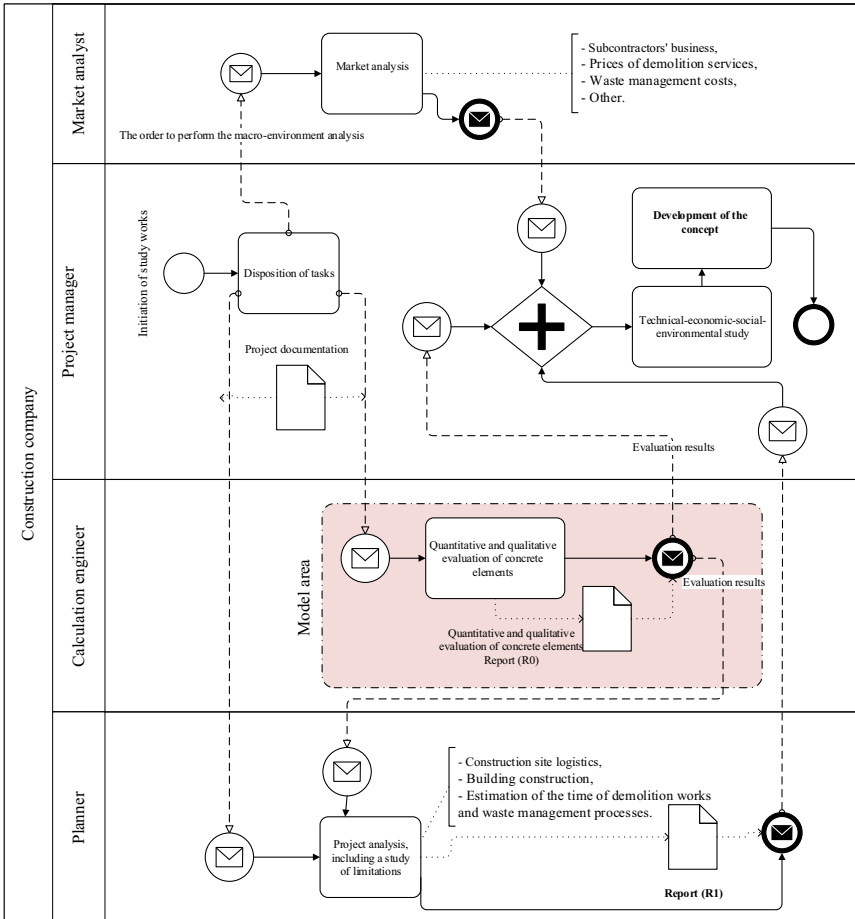 Construction company
Market analyst
Market analysis
- Subcontractors' business,
- Prices of demolition services,
- Waste management costs,
- Other.
The order to perform the macro-environment analysis
Project manager
Initiation of study works
Disposition of tasks
Project documentation
Development of the
concept
Technical-economic-social-
environmental study
Evaluation results
Calculation engineer
Model area
Quantitative and qualitative
evaluation of concrete
elements
Evaluation results
Quantitative and qualitative
evaluation of concrete elements
Report (R0)
Planner
- Construction site logistics,
- Building construction,
- Estimation of the time of demolition works
and waste management processes.
Project analysis,
including a study
of limitations
Report (R1)